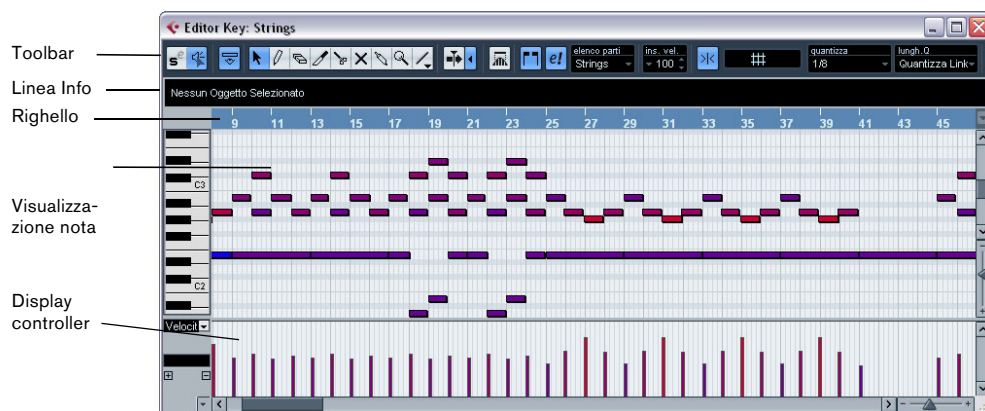 Editor Key: Strings
Toolbar
elenco parti
Strings
ins. vel.
100
quantizza
1/8
lungh.Q
Quantizza Link
Linea Info
Nessun Oggetto Selezionato
Righello
9 11 13 15 17 19 21 23 25 27 29 31 33 35 37 39 41 43 45
C3
Visualizza-
zione nota
C2
Display
controller
Velocit